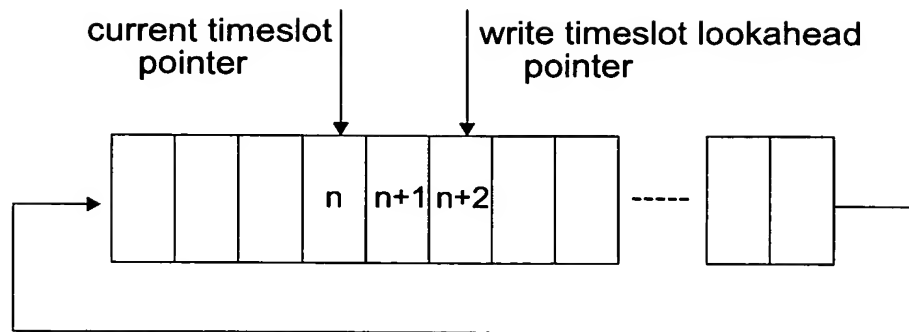 current timeslot
pointer
write timeslot lookahead
pointer
n
n+1
n+2
-----